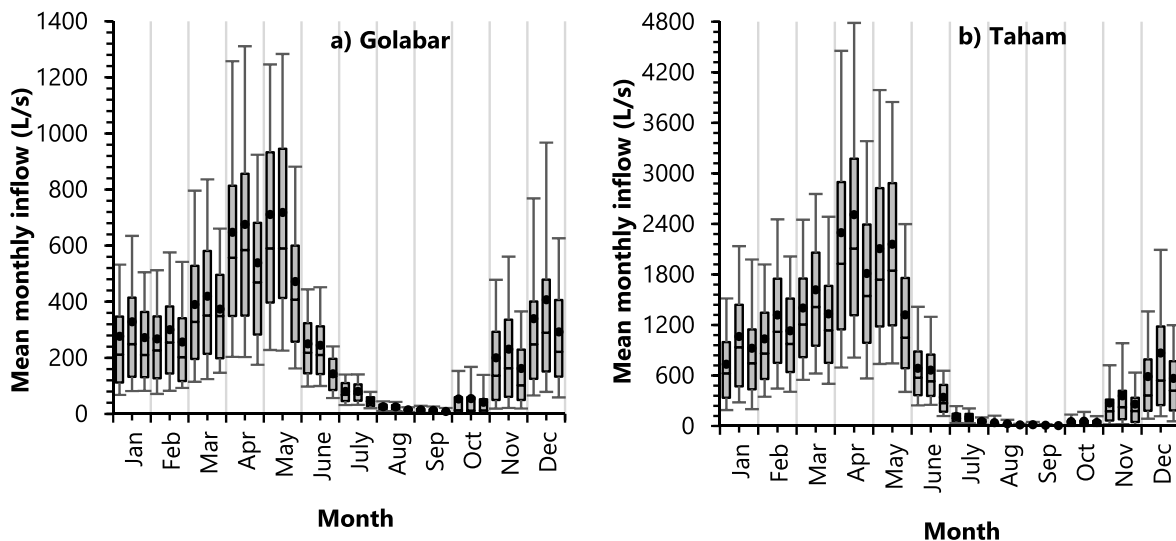 a) Golabar
Mean monthly inflow (L/s)
1400
1200
1000
800
600
400
200
0
Jan
Feb
Mar
Apr
May
June
July
Aug
Sep
Oct
Nov
Dec
Month
b) Taham
Mean monthly inflow (L/s)
4800
4200
3600
3000
2400
1800
1200
600
0
Jan
Feb
Mar
Apr
May
June
July
Aug
Sep
Oct
Nov
Dec
Month